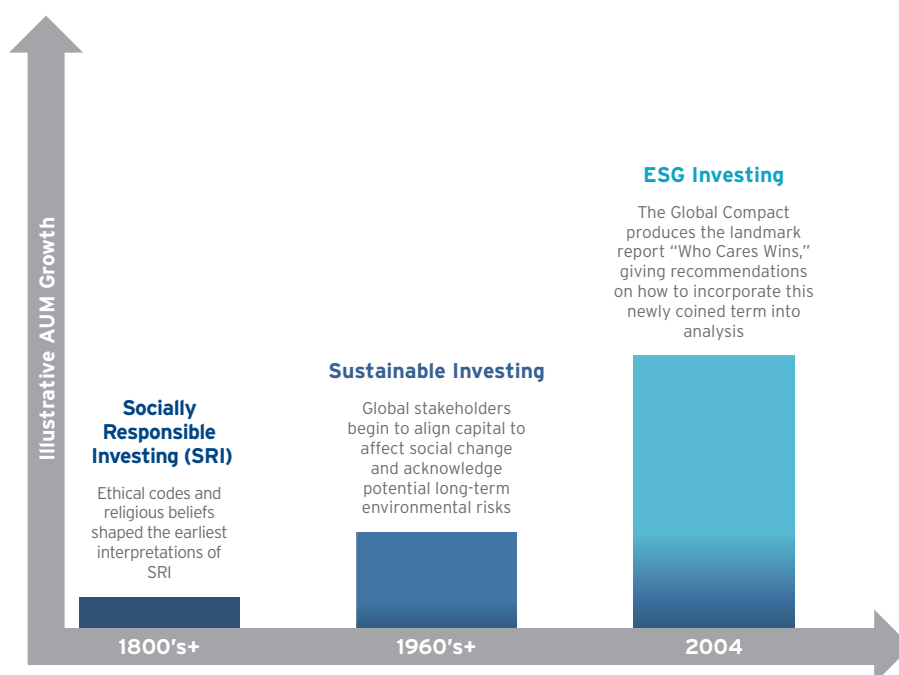 Illustrative AUM Growth
Socially
Responsible
Investing (SRI)
Ethical codes and
religious beliefs
shaped the earliest
interpretations of
SRI
Sustainable Investing
Global stakeholders
begin to align capital to
affect social change
and acknowledge
potential long-term
environmental risks
ESG Investing
The Global Compact
produces the landmark
report “Who Cares Wins,”
giving recommendations
on how to incorporate this
newly coined term into
analysis
1800's+
1960's+
2004